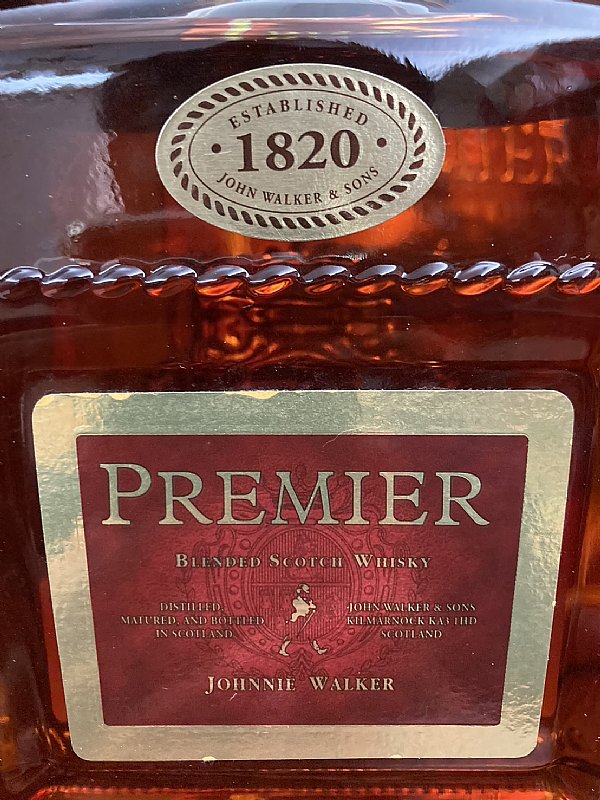 ESTABLISHED
1820
JOHN WALKER & SONS
PREMIER
BLENDED SCOTCH WHISKY
DISTILLED,
MATURED, AND BOTTLED
IN SCOTLAND
JOHN WALKER & SONS
KILMARNOCK KA3 1HD
SCOTLAND
JOHNNIE WALKER